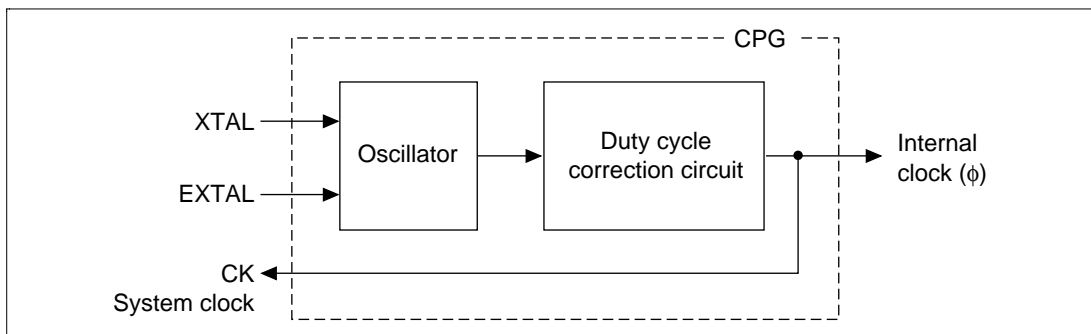 CPG
XTAL
EXTAL
Oscillator
Duty cycle
correction circuit
Internal
clock (ϕ)
CK
System clock